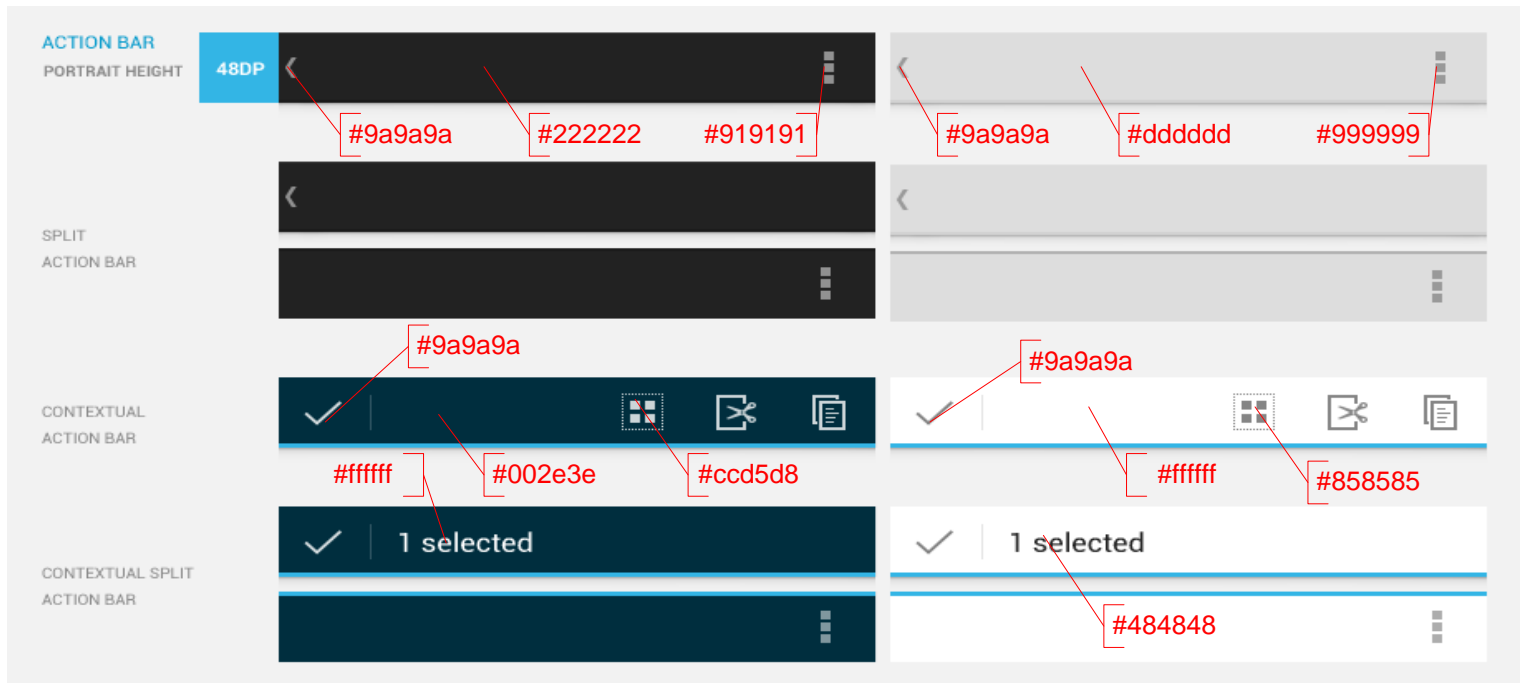 ACTION BAR
PORTRAIT HEIGHT
48DP
#9a9a9a
#222222
#919191
#9a9a9a
#dddddd
#999999
SPLIT
ACTION BAR
#9a9a9a
#9a9a9a
CONTEXTUAL
ACTION BAR
#ffffff
#002e3e
#ccd5d8
#ffffff
#858585
1 selected
1 selected
CONTEXTUAL SPLIT
ACTION BAR
#484848